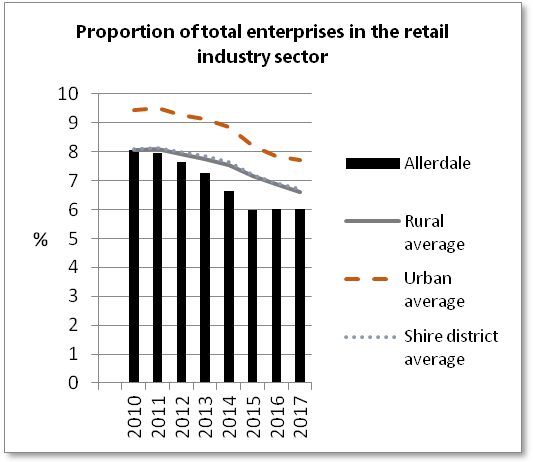 Proportion of total enterprises in the retail
industry sector
10
9
8
7
6
5
4
3
2
1
0
%
2010
2011
2012
2013
2014
2015
2016
2017
Allerdale
Rural
average
Urban
average
Shire district
average